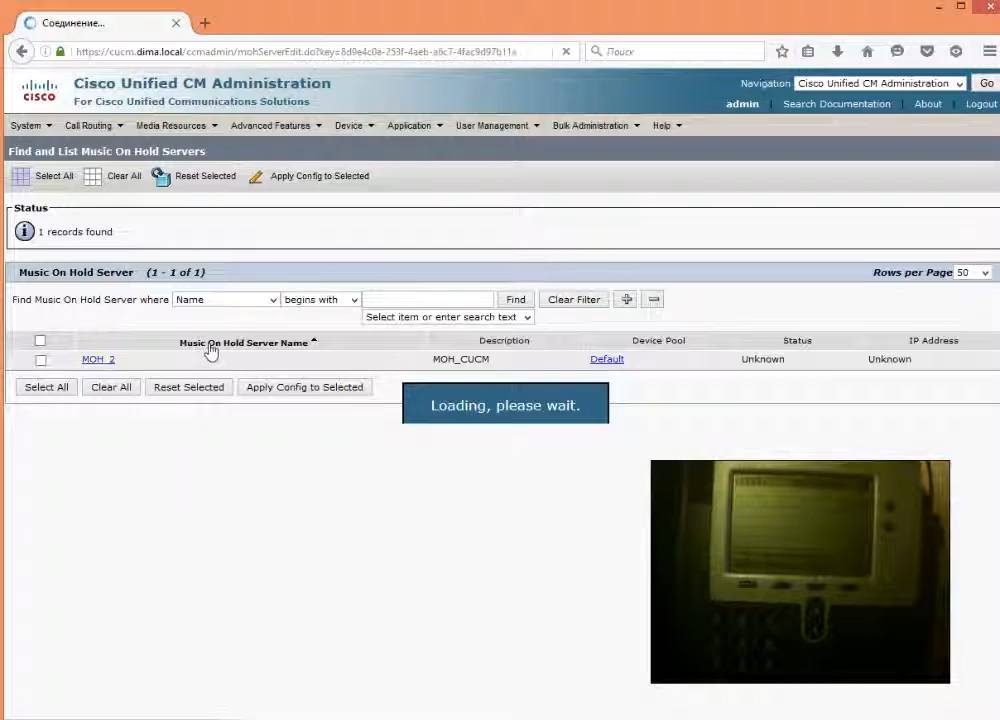 Соединение...
https://cucm.dima.local/ccmadmin/mohServerEdit.do?key=8d9e4c0a-253f-4aeb-a6c7-4fac9d97b11a
Поиск
CISCO
Cisco Unified CM Administration
For Cisco Unified Communications Solutions
Navigation Cisco Unified CM Administration Go
admin | Search Documentation | About | Logout
System Call Routing Media Resources Advanced Features Device Application User Management Bulk Administration Help
Find and List Music On Hold Servers
Select All Clear All Reset Selected Apply Config to Selected
Status
1 records found
Music On Hold Server (1 - 1 of 1) Rows per Page 50
Find Music On Hold Server where Name begins with Find Clear Filter
Select item or enter search text
Music On Hold Server Name Description Device Pool Status IP Address
MOH_2 MOH_CUCM Default Unknown Unknown
Select All Clear All Reset Selected Apply Config to Selected
Loading, please wait.